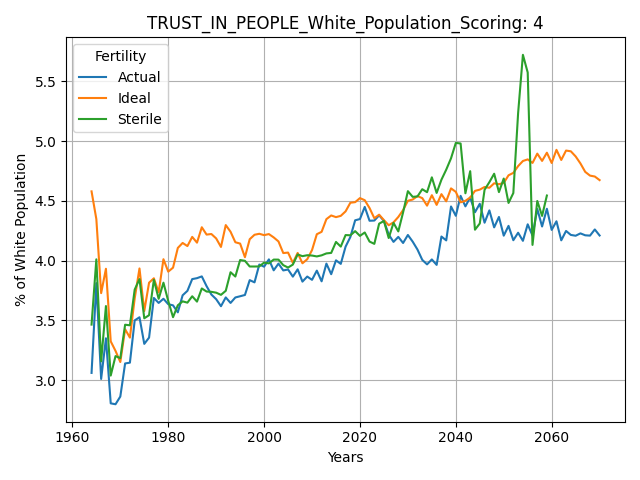 TRUST_IN_PEOPLE_White_Population_Scoring: 4
Fertility
Actual
Ideal
Sterile
% of White Population
5.5
5.0
4.5
4.0
3.5
3.0
1960 1980 2000 2020 2040 2060
Years